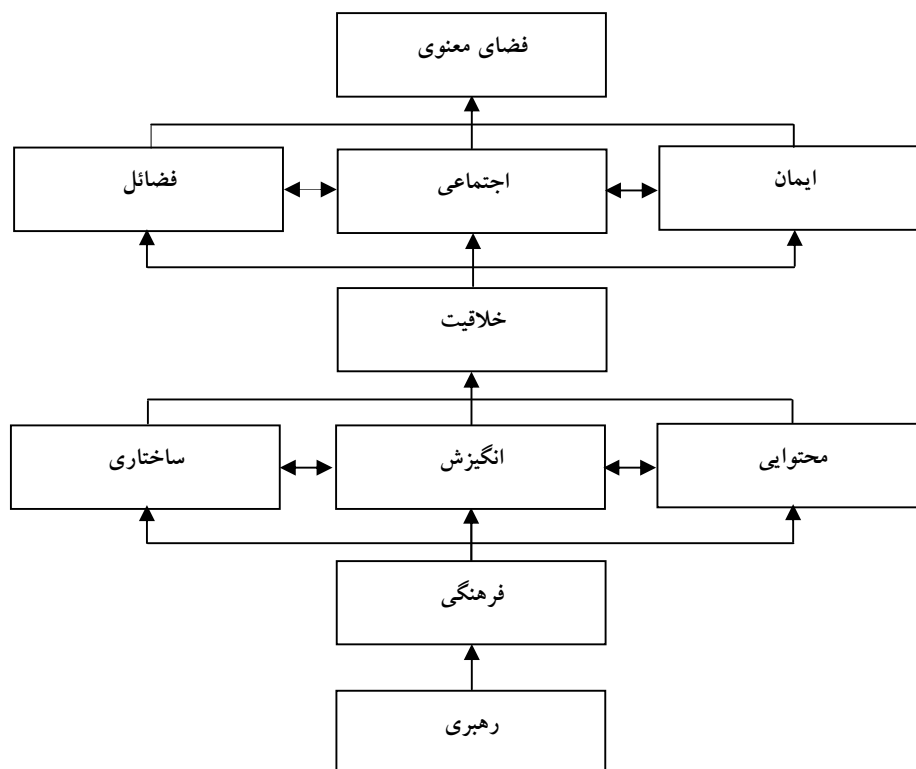 فضای معنوی
ایمان
اجتماعی
فضائل
خلاقیت
محتوایی
انگیزش
ساختاری
فرهنگی
رهبری